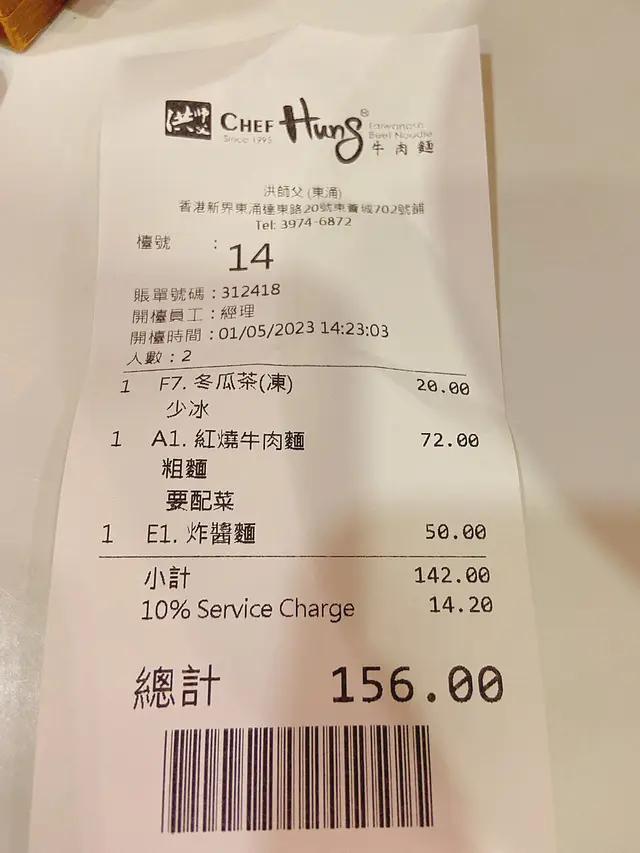 洪師父 CHEF Hung®
Since 1995
Taiwanese
Beef Noodle
牛肉麵
洪師父 (東涌)
香港新界東涌達東路20號東薈城702號舖
Tel: 3974-6872
檯號 : 14
賬單號碼 : 312418
開檯員工 : 經理
開檯時間 : 01/05/2023 14:23:03
人數 : 2
1 F7. 冬瓜茶(凍) 20.00
少冰
1 A1. 紅燒牛肉麵 72.00
粗麵
要配菜
1 E1. 炸醬麵 50.00
小計 142.00
10% Service Charge 14.20
總計 156.00